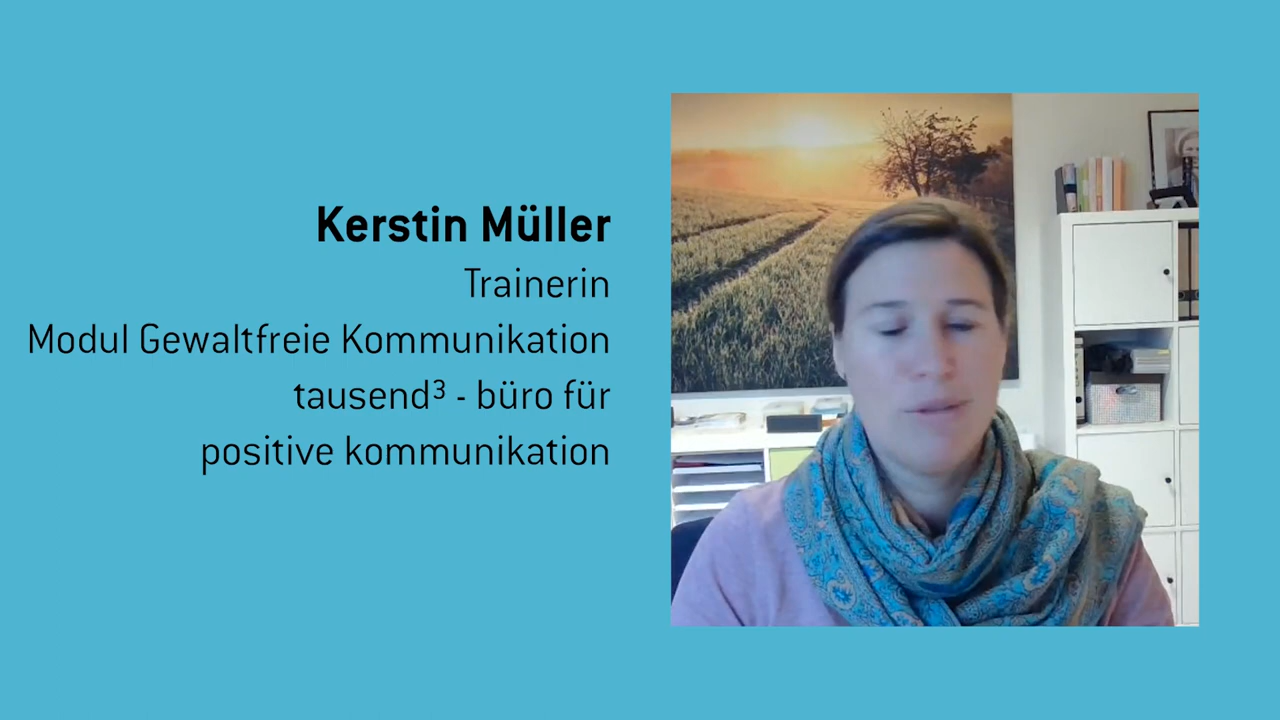 Kerstin Müller
Trainerin
Modul Gewaltfreie Kommunikation
tausend³ - büro für
positive kommunikation